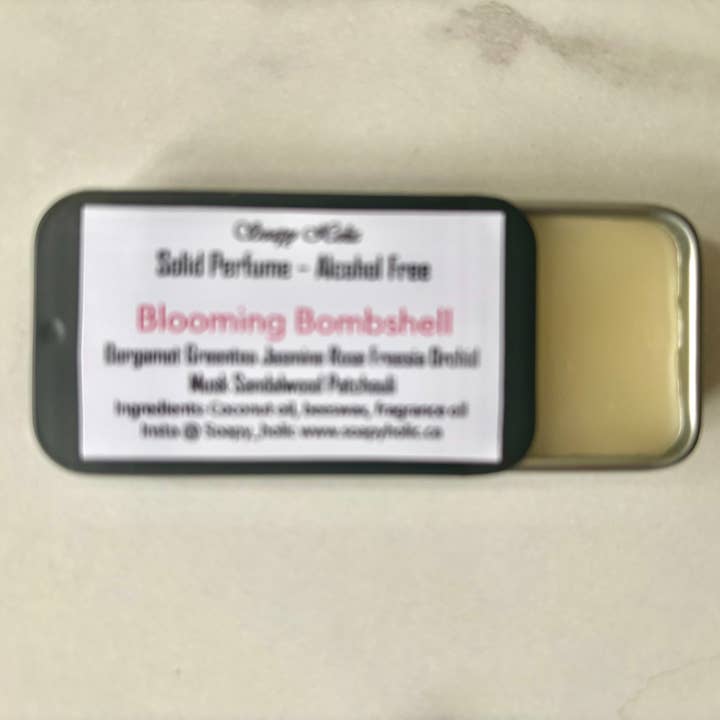 Soapy Holic
Solid Perfume - Alcohol Free
Blooming Bombshell
Bergamot Greentea Jasmine Rose Freesia Orchid
Musk Sandalwood Patchouli
Ingredients: Coconut oil, beeswax, fragrance oil
Insta @ Soapy_holic www.soapyholic.ca